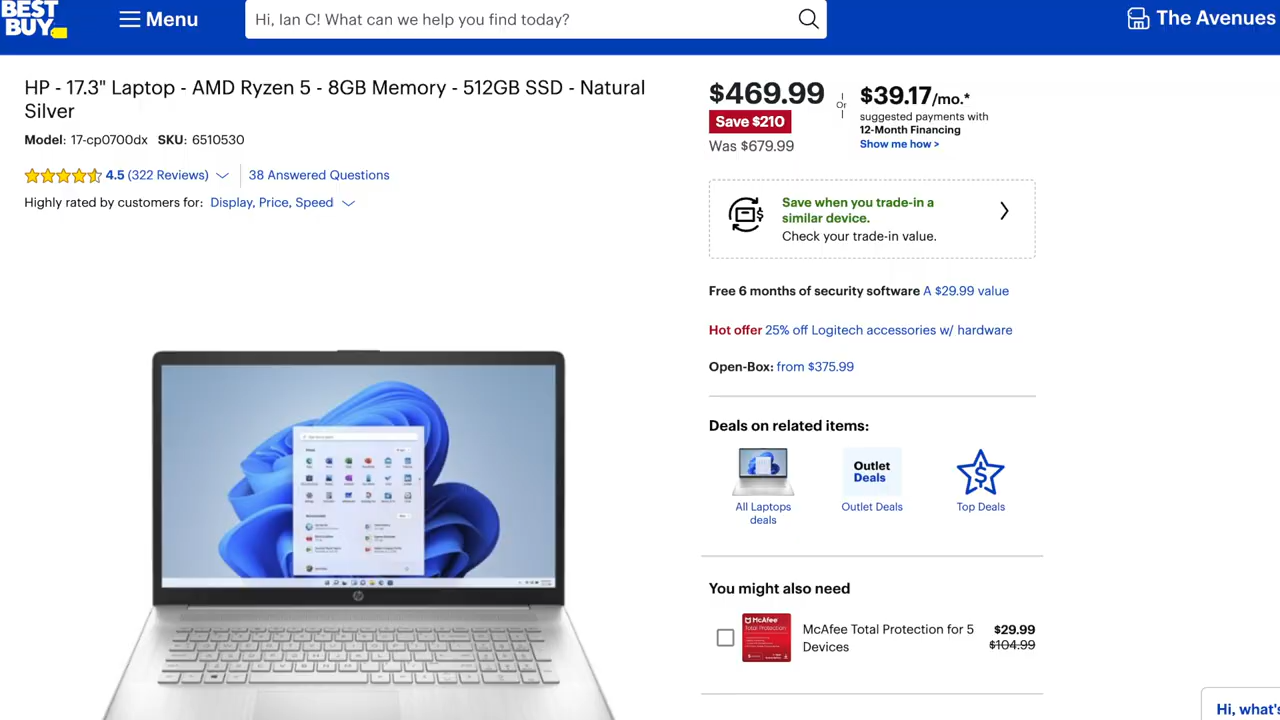 BEST BUY
Menu
Hi, Ian C! What can we help you find today?
The Avenues
HP - 17.3" Laptop - AMD Ryzen 5 - 8GB Memory - 512GB SSD - Natural
Silver
Model: 17-cp0700dx SKU: 6510530
4.5 (322 Reviews)
38 Answered Questions
Highly rated by customers for: Display, Price, Speed
$469.99
Save $210
Was $679.99
Or
$39.17/mo.*
suggested payments with
12-Month Financing
Show me how >
Save when you trade-in a
similar device.
Check your trade-in value.
Free 6 months of security software A $29.99 value
Hot offer 25% off Logitech accessories w/ hardware
Open-Box: from $375.99
Deals on related items:
All Laptops
deals
Outlet
Deals
Outlet Deals
Top Deals
You might also need
McAfee
Total Protection
McAfee Total Protection for 5
Devices
$29.99
$104.99
hp
Hi, what's